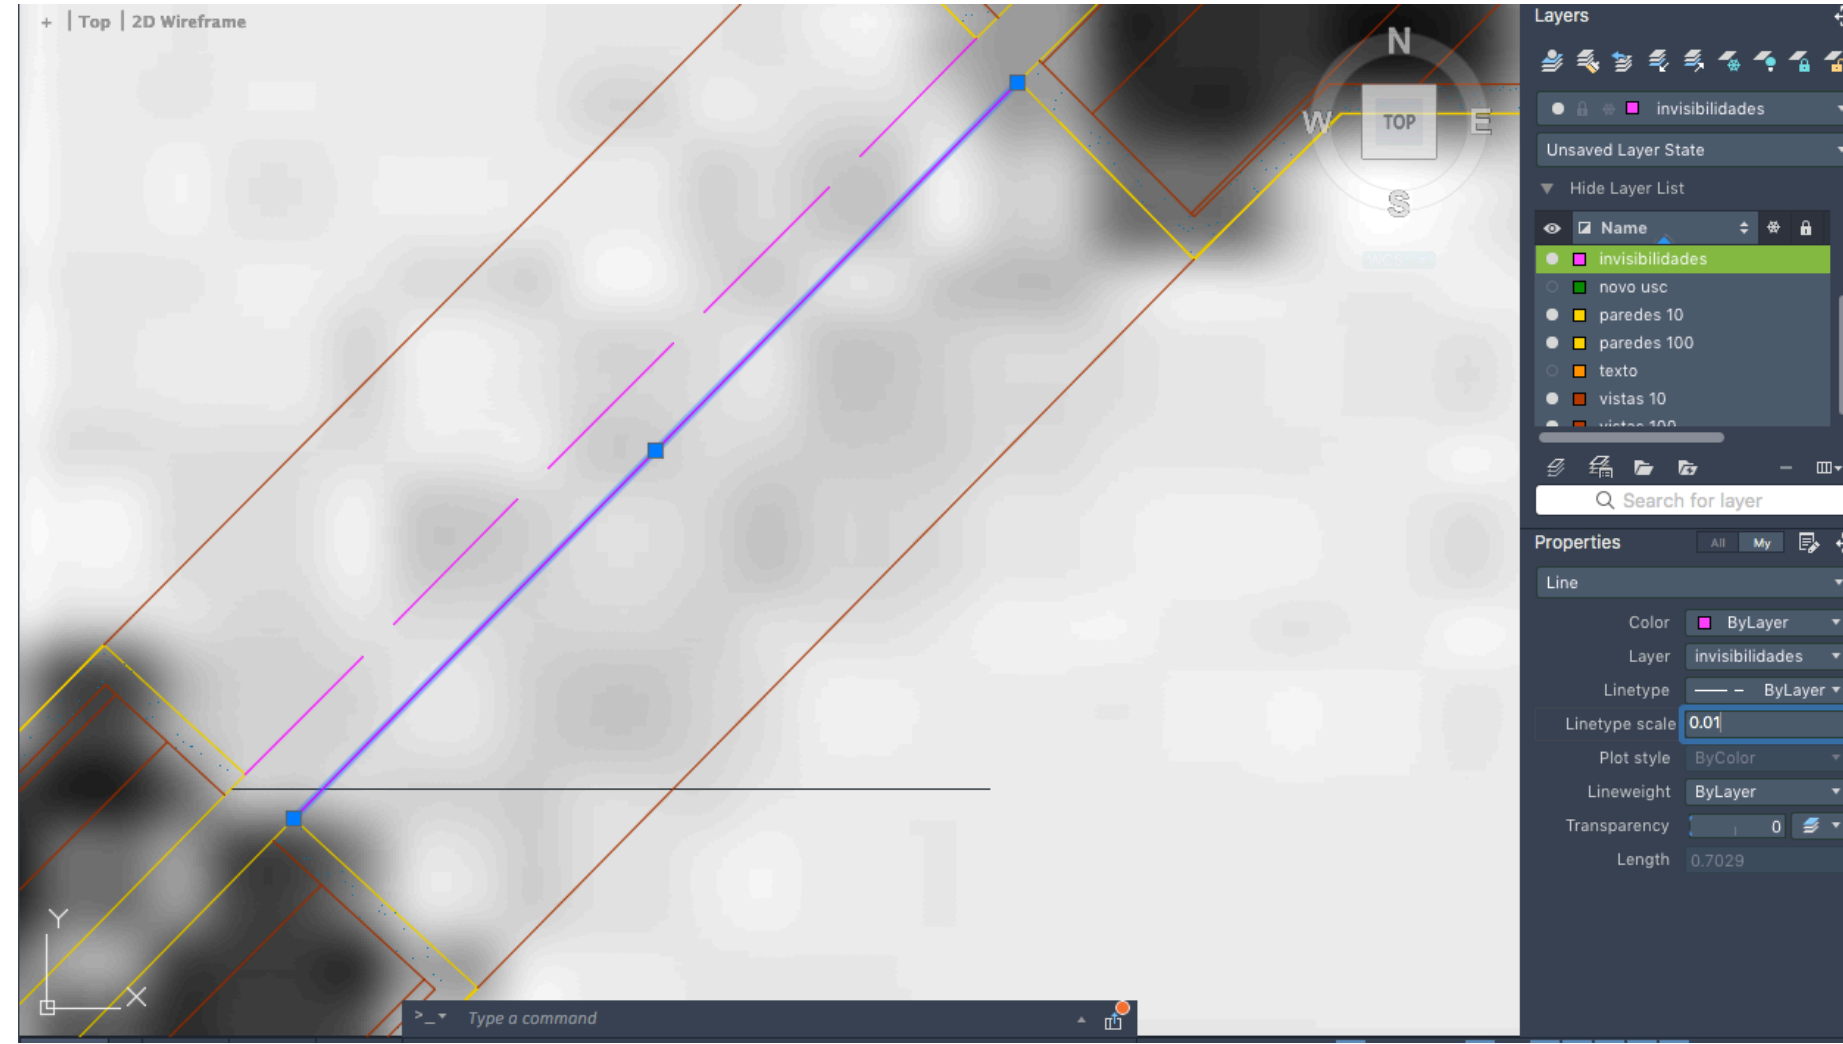 + | Top | 2D Wireframe
N
W TOP E
S
Y
X
>_ Type a command
Layers
invisibilidades
Unsaved Layer State
Hide Layer List
Name
invisibilidades
novo usc
paredes 10
paredes 100
texto
vistas 10
vistas 100
Search for layer
Properties All My
Line
Color ByLayer
Layer invisibilidades
Linetype ByLayer
Linetype scale 0.01
Plot style ByColor
Lineweight ByLayer
Transparency 0
Length 0.7029